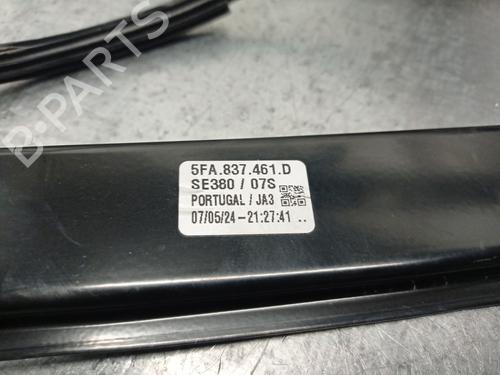 B-PARTS
5FA.837.461.D
SE380 / 07S
PORTUGAL / JA3
07/05/24-21:27:41 ..